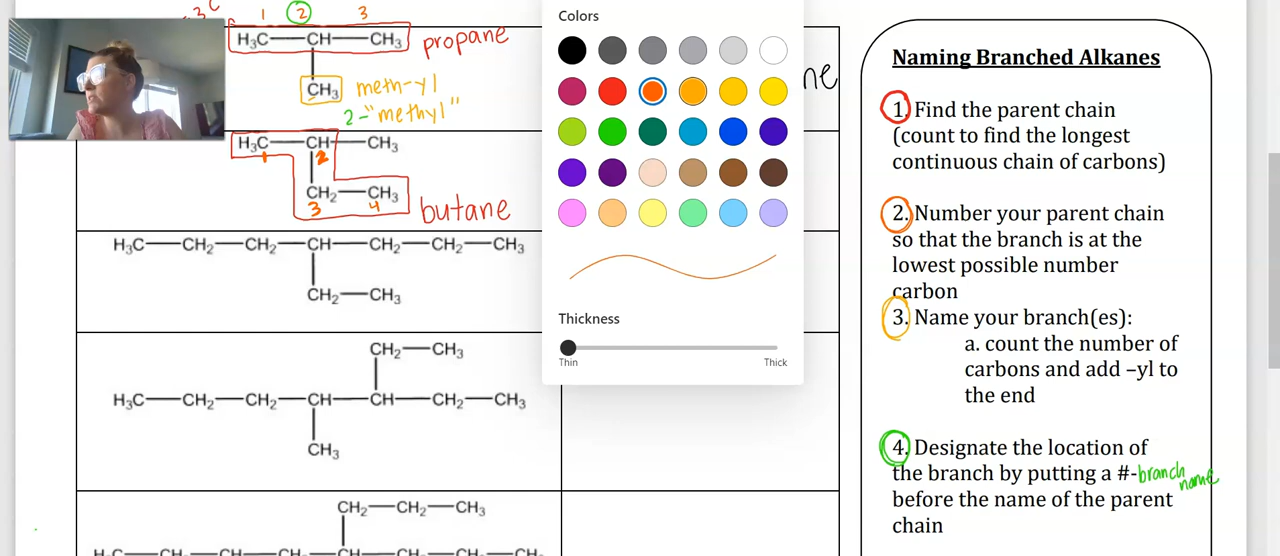 3C
1 2 3
H₃C CH CH₃ propane
CH₃ meth-yl
2-"methyl"
H₃C CH CH₃
1 2
CH₂ CH₃
3 4 butane
H₃C CH₂ CH₂ CH CH₂ CH₂ CH₃
CH₂ CH₃
CH₂ CH₃
H₃C CH₂ CH₂ CH CH CH₂ CH₃
CH₃
CH₂ CH₂ CH₃
Colors
Thickness
Thin Thick
ne
Naming Branched Alkanes
1. Find the parent chain
(count to find the longest
continuous chain of carbons)
2. Number your parent chain
so that the branch is at the
lowest possible number
carbon
3. Name your branch(es):
a. count the number of
carbons and add –yl to
the end
4. Designate the location of
the branch by putting a #-branch name
before the name of the parent
chain